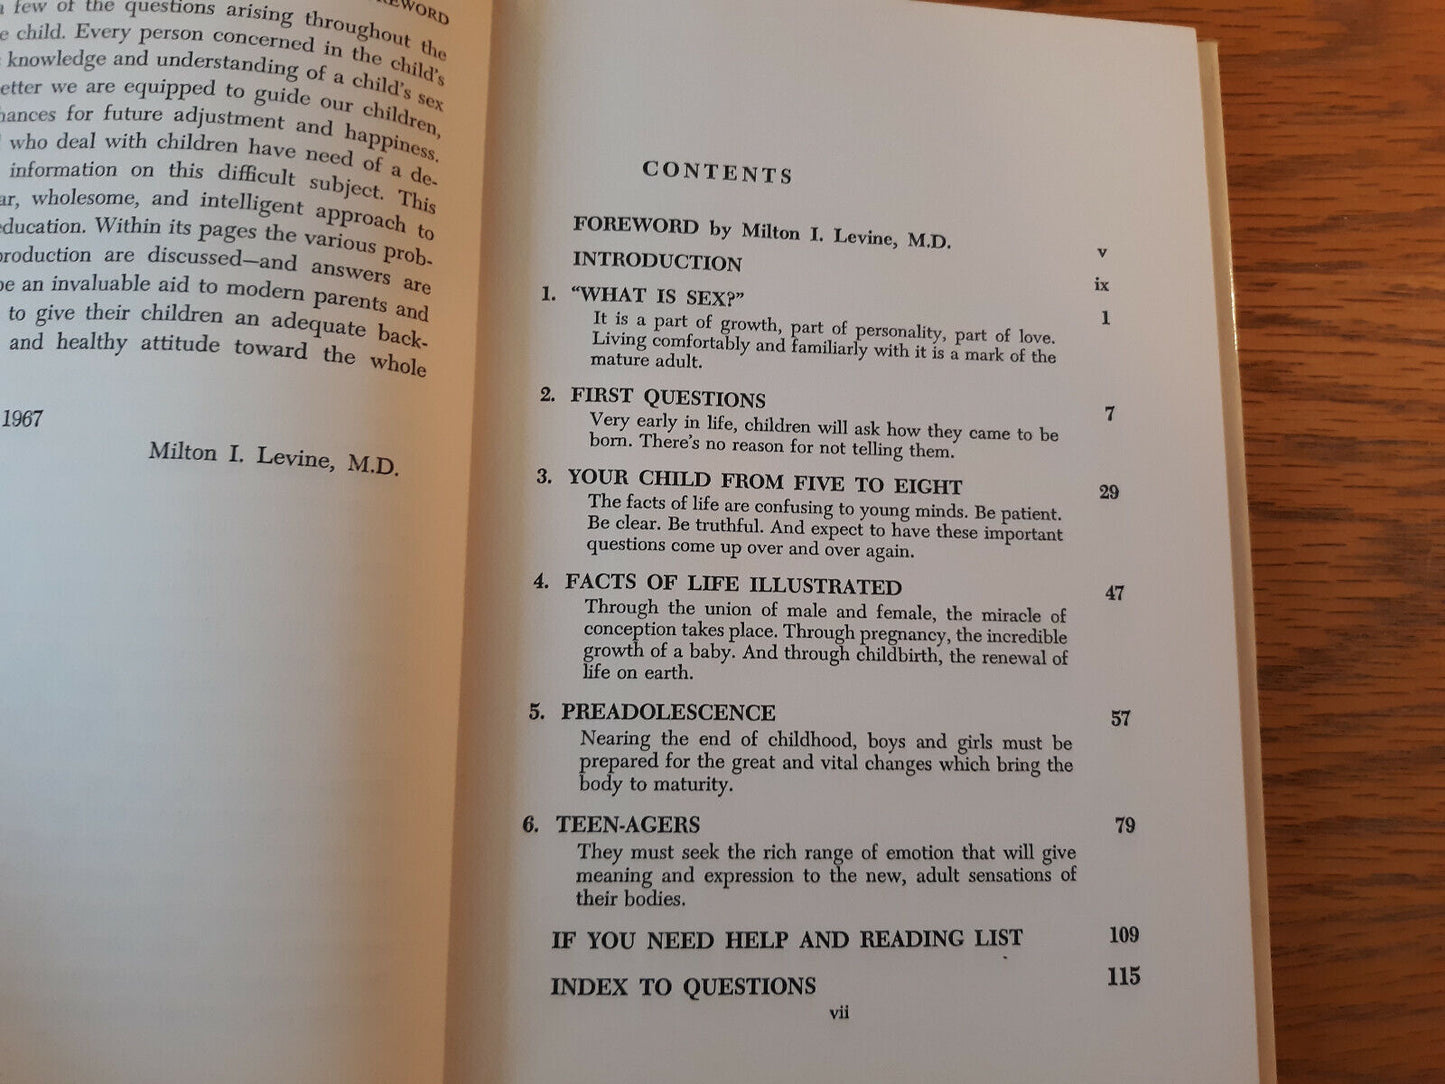 few of the questions arising throughout the
child. Every person concerned in the child's
knowledge and understanding of a child's sex
etter we are equipped to guide our children,
hances for future adjustment and happiness.
who deal with children have need of a de-
information on this difficult subject. This
ar, wholesome, and intelligent approach to
education. Within its pages the various prob-
production are discussed—and answers are
be an invaluable aid to modern parents and
to give their children an adequate back-
and healthy attitude toward the whole
1967
Milton I. Levine, M.D.
CONTENTS
FOREWORD by Milton I. Levine, M.D. v
INTRODUCTION ix
1. “WHAT IS SEX?” 1
It is a part of growth, part of personality, part of love.
Living comfortably and familiarly with it is a mark of the
mature adult.
2. FIRST QUESTIONS 7
Very early in life, children will ask how they came to be
born. There's no reason for not telling them.
3. YOUR CHILD FROM FIVE TO EIGHT 29
The facts of life are confusing to young minds. Be patient.
Be clear. Be truthful. And expect to have these important
questions come up over and over again.
4. FACTS OF LIFE ILLUSTRATED 47
Through the union of male and female, the miracle of
conception takes place. Through pregnancy, the incredible
growth of a baby. And through childbirth, the renewal of
life on earth.
5. PREADOLESCENCE 57
Nearing the end of childhood, boys and girls must be
prepared for the great and vital changes which bring the
body to maturity.
6. TEEN-AGERS 79
They must seek the rich range of emotion that will give
meaning and expression to the new, adult sensations of
their bodies.
IF YOU NEED HELP AND READING LIST 109
INDEX TO QUESTIONS 115
vii